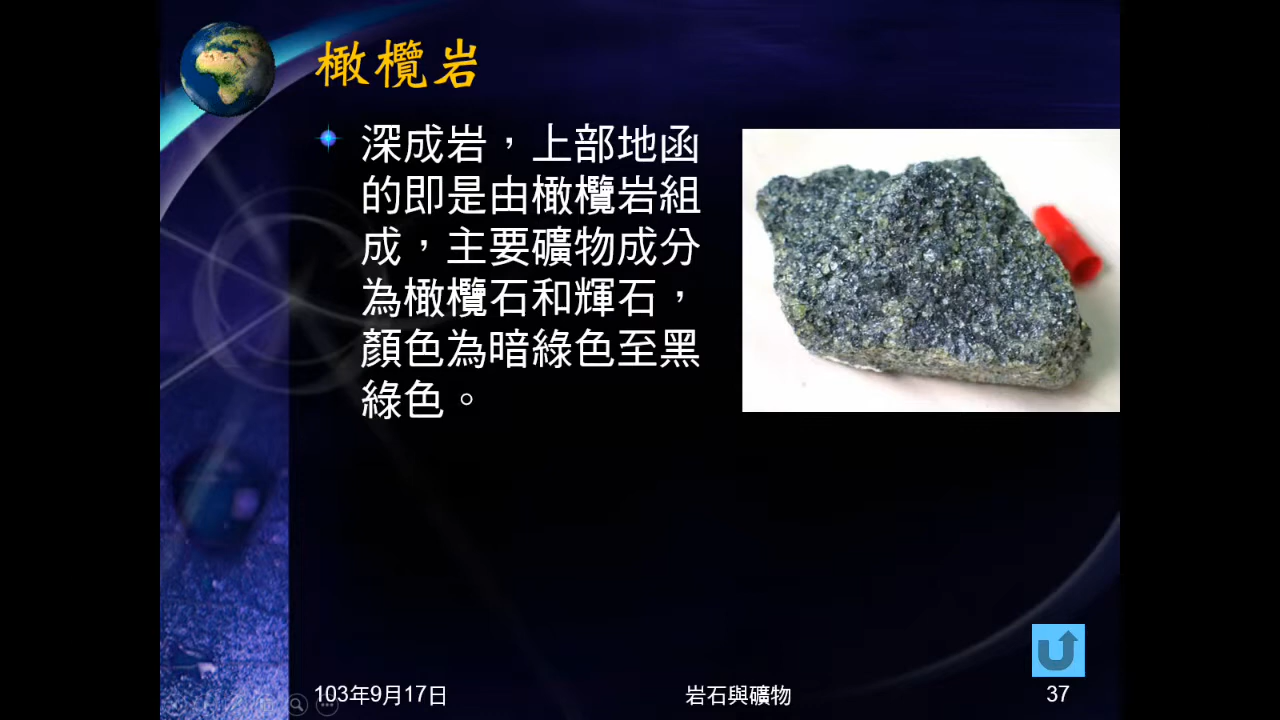 橄欖岩
深成岩，上部地函
的即是由橄欖岩組
成，主要礦物成分
為橄欖石和輝石，
顏色為暗綠色至黑
綠色。
103年9月17日
岩石與礦物
37